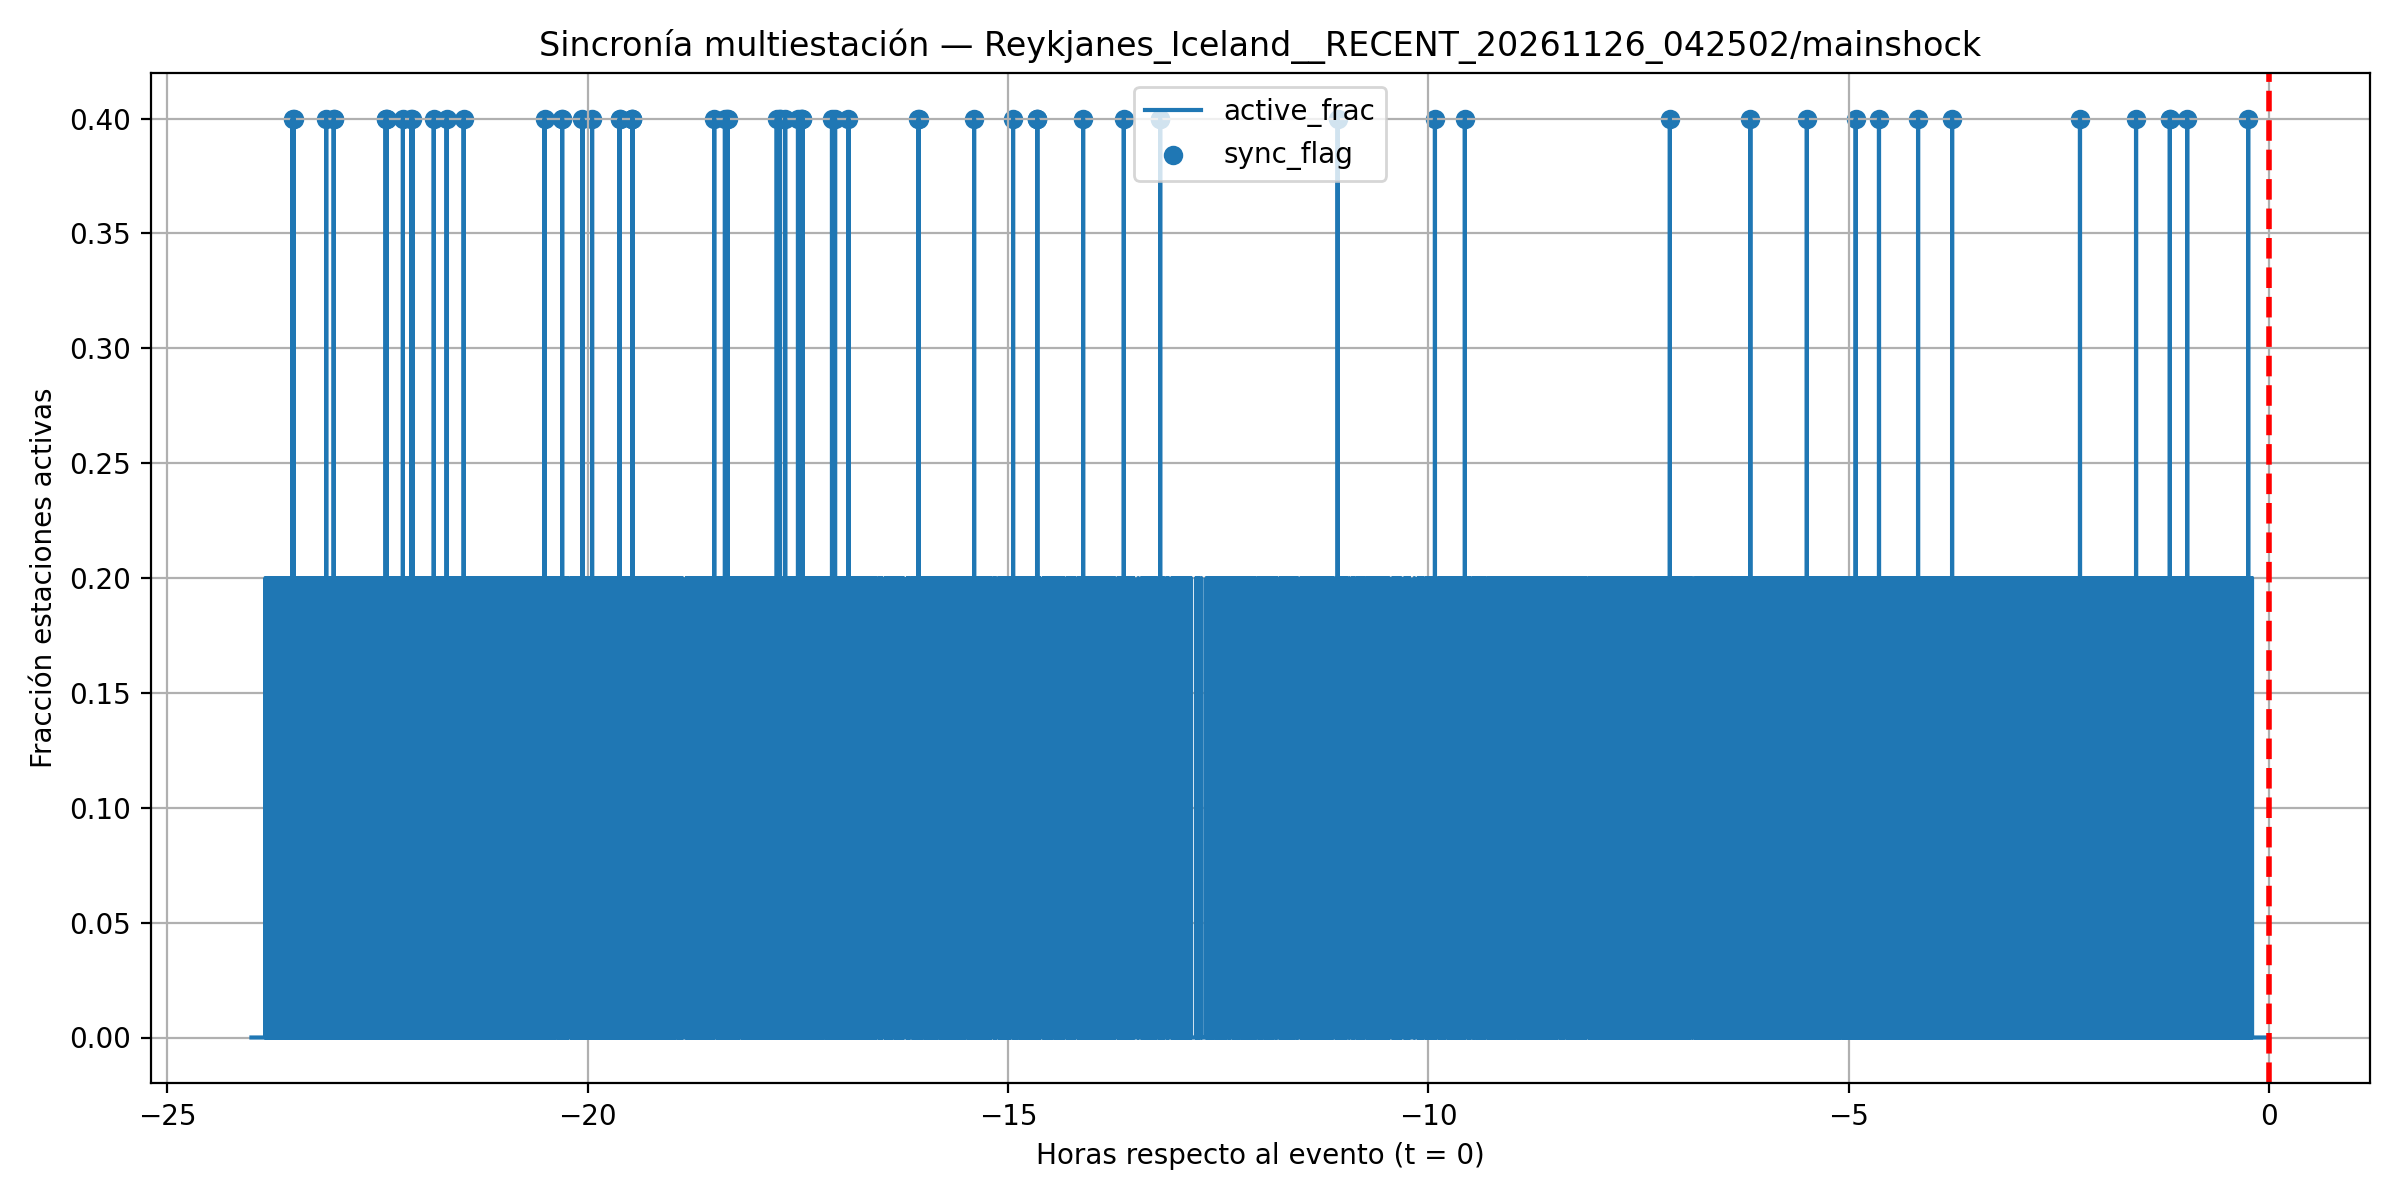 Sincronía multiestación — Reykjanes_Iceland__RECENT_20261126_042502/mainshock
active_frac
sync_flag
Fracción estaciones activas
0.40
0.35
0.30
0.25
0.20
0.15
0.10
0.05
0.00
−25 −20 −15 −10 −5 0
Horas respecto al evento (t = 0)